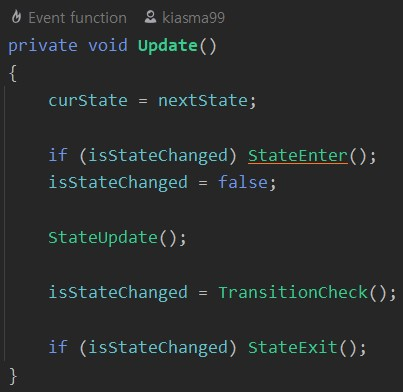 Event function kiasma99
private void Update()
{
    curState = nextState;
    if (isStateChanged) StateEnter();
    isStateChanged = false;
    StateUpdate();
    isStateChanged = TransitionCheck();
    if (isStateChanged) StateExit();
}